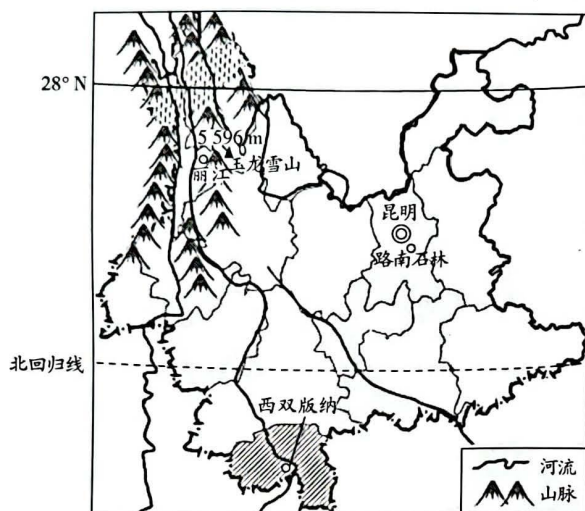 28° N
5 596 m
玉龙雪山
丽江
昆明
路南石林
北回归线
西双版纳
河流
山脉